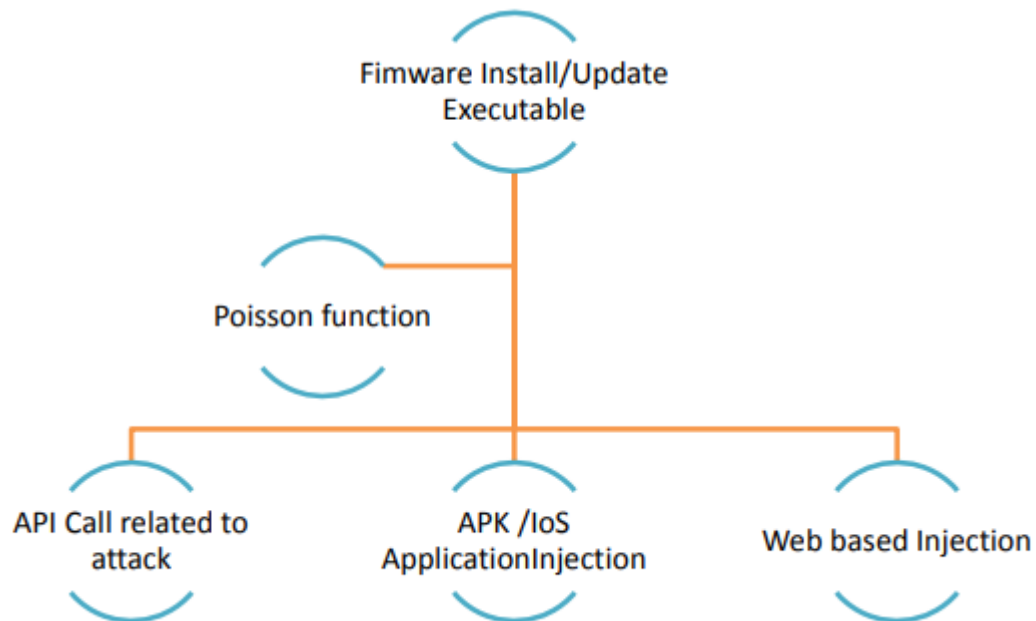 Fimware Install/Update
Executable
Poisson function
API Call related to
attack
APK /IoS
ApplicationInjection
Web based Injection